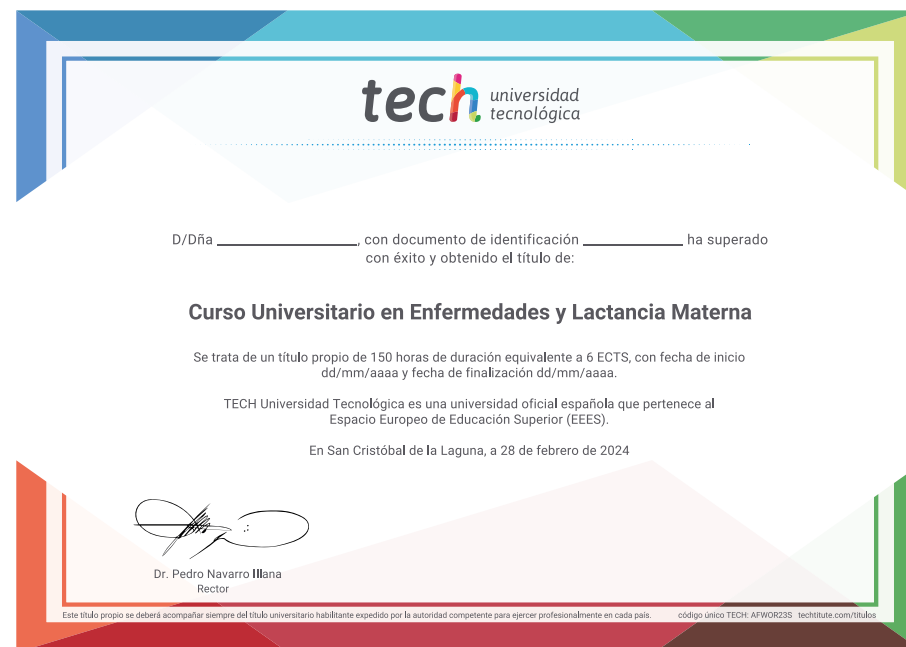 tech universidad
tecnológica
D/Dña ____________, con documento de identificación ____________ ha superado
con éxito y obtenido el título de:
Curso Universitario en Enfermedades y Lactancia Materna
Se trata de un título propio de 150 horas de duración equivalente a 6 ECTS, con fecha de inicio
dd/mm/aaaa y fecha de finalización dd/mm/aaaa.
TECH Universidad Tecnológica es una universidad oficial española que pertenece al
Espacio Europeo de Educación Superior (EEES).
En San Cristóbal de la Laguna, a 28 de febrero de 2024
Dr. Pedro Navarro Illana
Rector
Este título propio se deberá acompañar siempre del título universitario habilitante expedido por la autoridad competente para ejercer profesionalmente en cada país. código único TECH: AFWOR23S techtitute.com/titulos